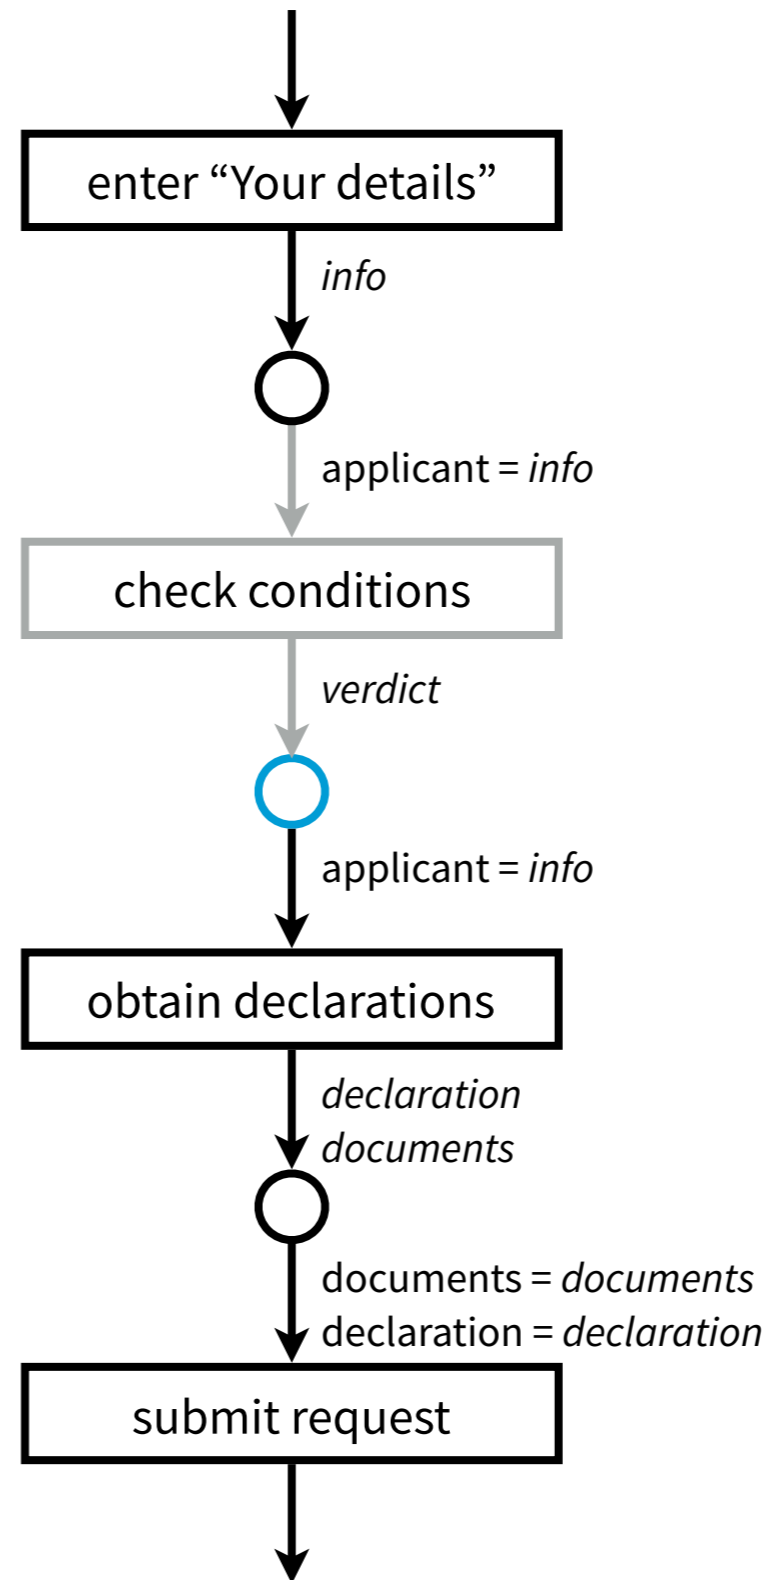 enter “Your details”
info
applicant = info
check conditions
verdict
applicant = info
obtain declarations
declaration
documents
documents = documents
declaration = declaration
submit request